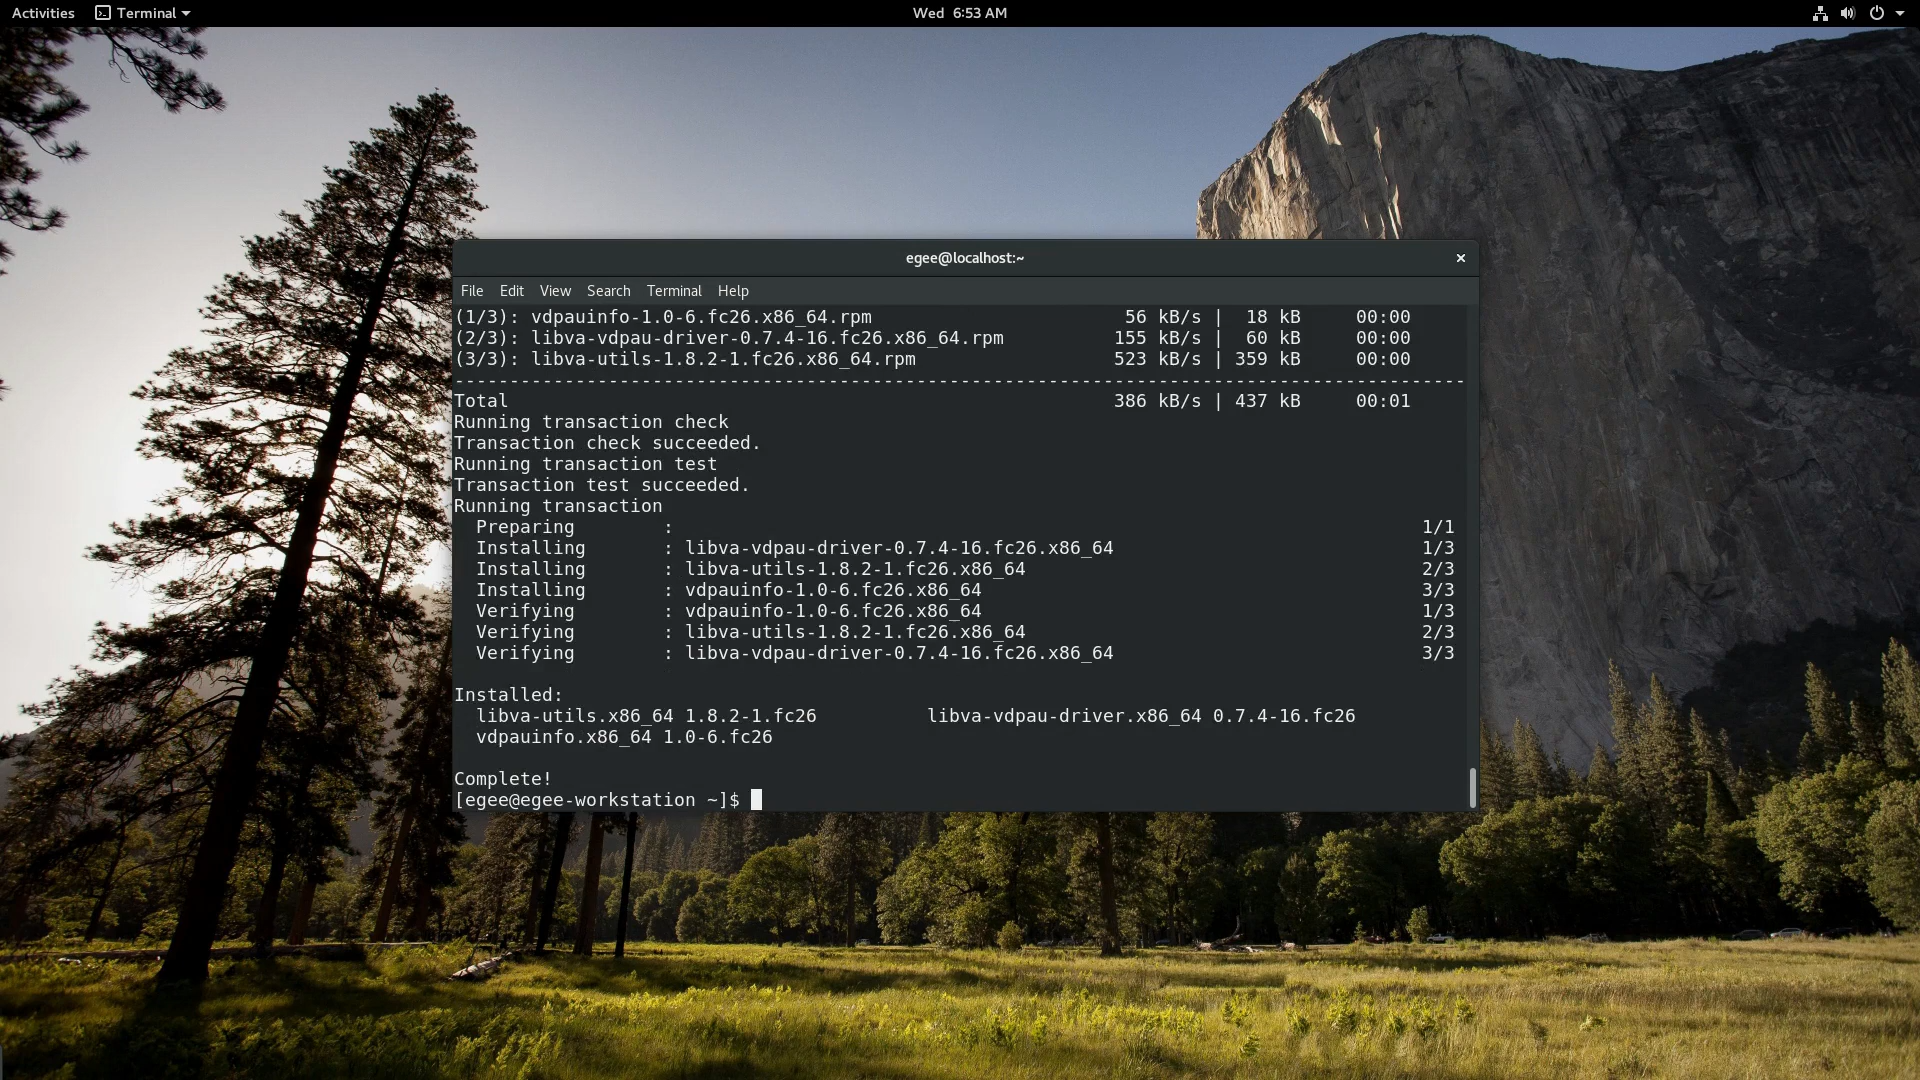 Activities Terminal Wed 6:53 AM
egee@localhost:~
File Edit View Search Terminal Help
(1/3): vdpauinfo-1.0-6.fc26.x86_64.rpm 56 kB/s | 18 kB 00:00
(2/3): libva-vdpau-driver-0.7.4-16.fc26.x86_64.rpm 155 kB/s | 60 kB 00:00
(3/3): libva-utils-1.8.2-1.fc26.x86_64.rpm 523 kB/s | 359 kB 00:00
--------------------------------------------------------------------------------------------
Total 386 kB/s | 437 kB 00:01
Running transaction check
Transaction check succeeded.
Running transaction test
Transaction test succeeded.
Running transaction
Preparing : 1/1
Installing : libva-vdpau-driver-0.7.4-16.fc26.x86_64 1/3
Installing : libva-utils-1.8.2-1.fc26.x86_64 2/3
Installing : vdpauinfo-1.0-6.fc26.x86_64 3/3
Verifying : vdpauinfo-1.0-6.fc26.x86_64 1/3
Verifying : libva-utils-1.8.2-1.fc26.x86_64 2/3
Verifying : libva-vdpau-driver-0.7.4-16.fc26.x86_64 3/3
Installed:
libva-utils.x86_64 1.8.2-1.fc26 libva-vdpau-driver.x86_64 0.7.4-16.fc26
vdpauinfo.x86_64 1.0-6.fc26
Complete!
[egee@egee-workstation ~]$